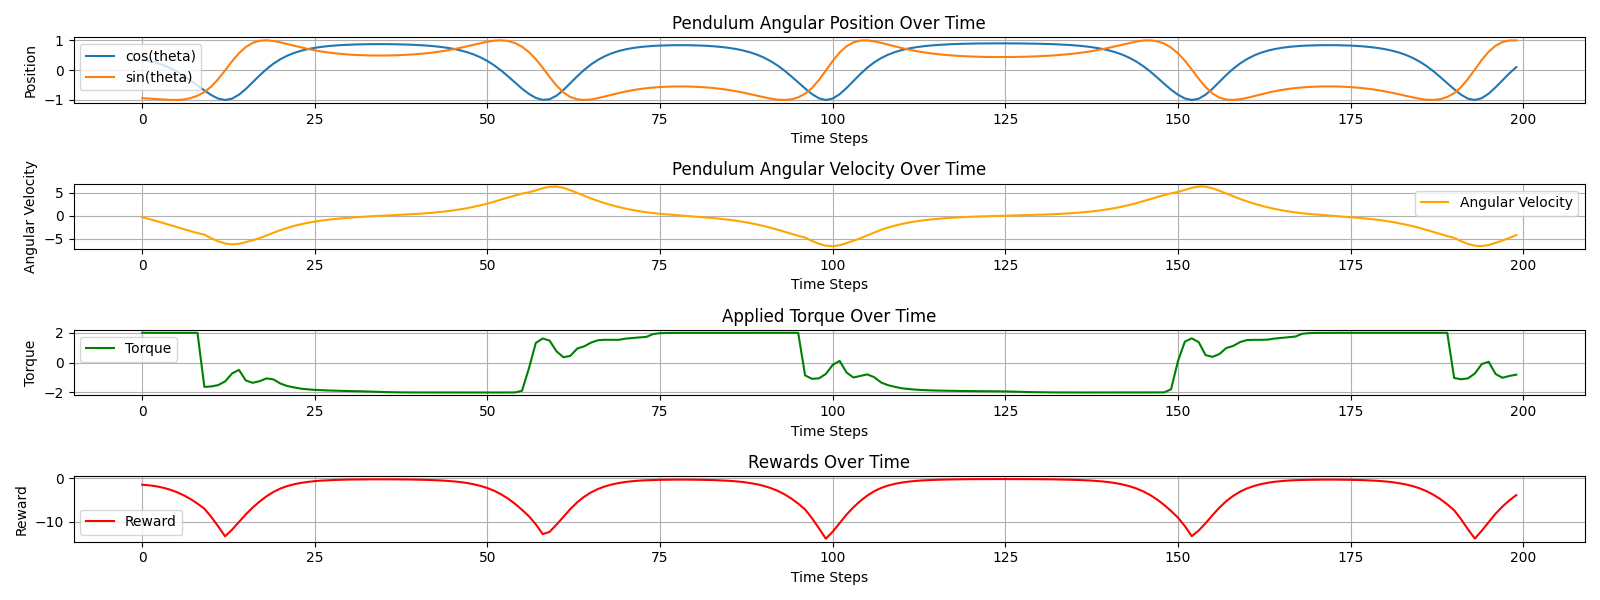 Pendulum Angular Position Over Time
Position
1
0
−1
cos(theta)
sin(theta)
0 25 50 75 100 125 150 175 200
Time Steps
Pendulum Angular Velocity Over Time
Angular Velocity
5
0
−5
Angular Velocity
0 25 50 75 100 125 150 175 200
Time Steps
Applied Torque Over Time
Torque
2
0
−2
Torque
0 25 50 75 100 125 150 175 200
Time Steps
Rewards Over Time
Reward
0
−10
Reward
0 25 50 75 100 125 150 175 200
Time Steps